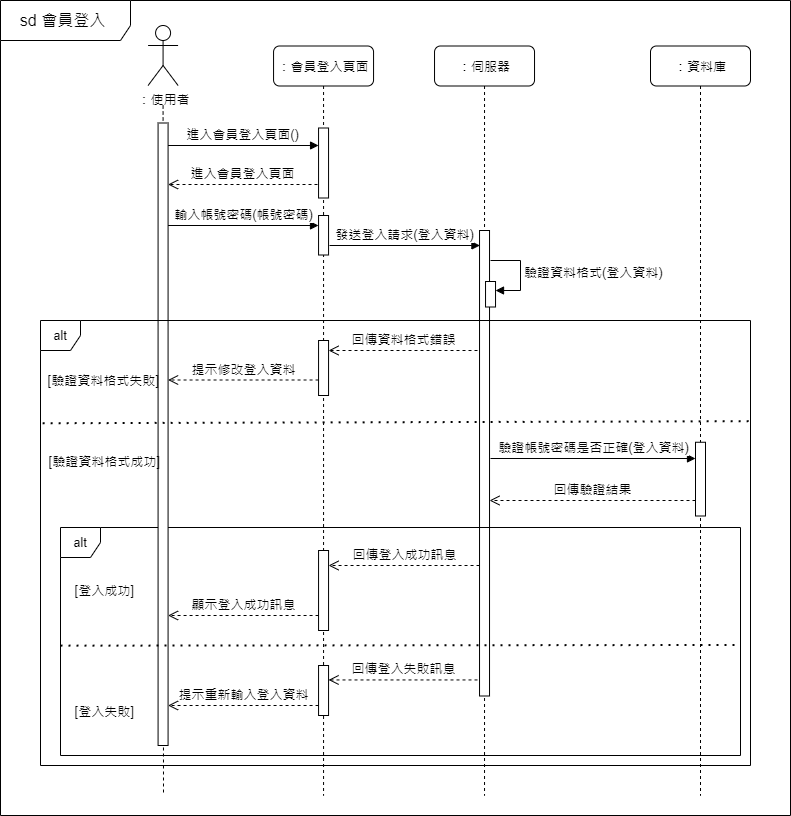 sd 會員登入
：使用者
：會員登入頁面
：伺服器
：資料庫
進入會員登入頁面()
進入會員登入頁面
輸入帳號密碼(帳號密碼)
發送登入請求(登入資料)
驗證資料格式(登入資料)
alt
回傳資料格式錯誤
提示修改登入資料
[驗證資料格式失敗]
驗證帳號密碼是否正確(登入資料)
[驗證資料格式成功]
回傳驗證結果
alt
回傳登入成功訊息
[登入成功]
顯示登入成功訊息
回傳登入失敗訊息
提示重新輸入登入資料
[登入失敗]